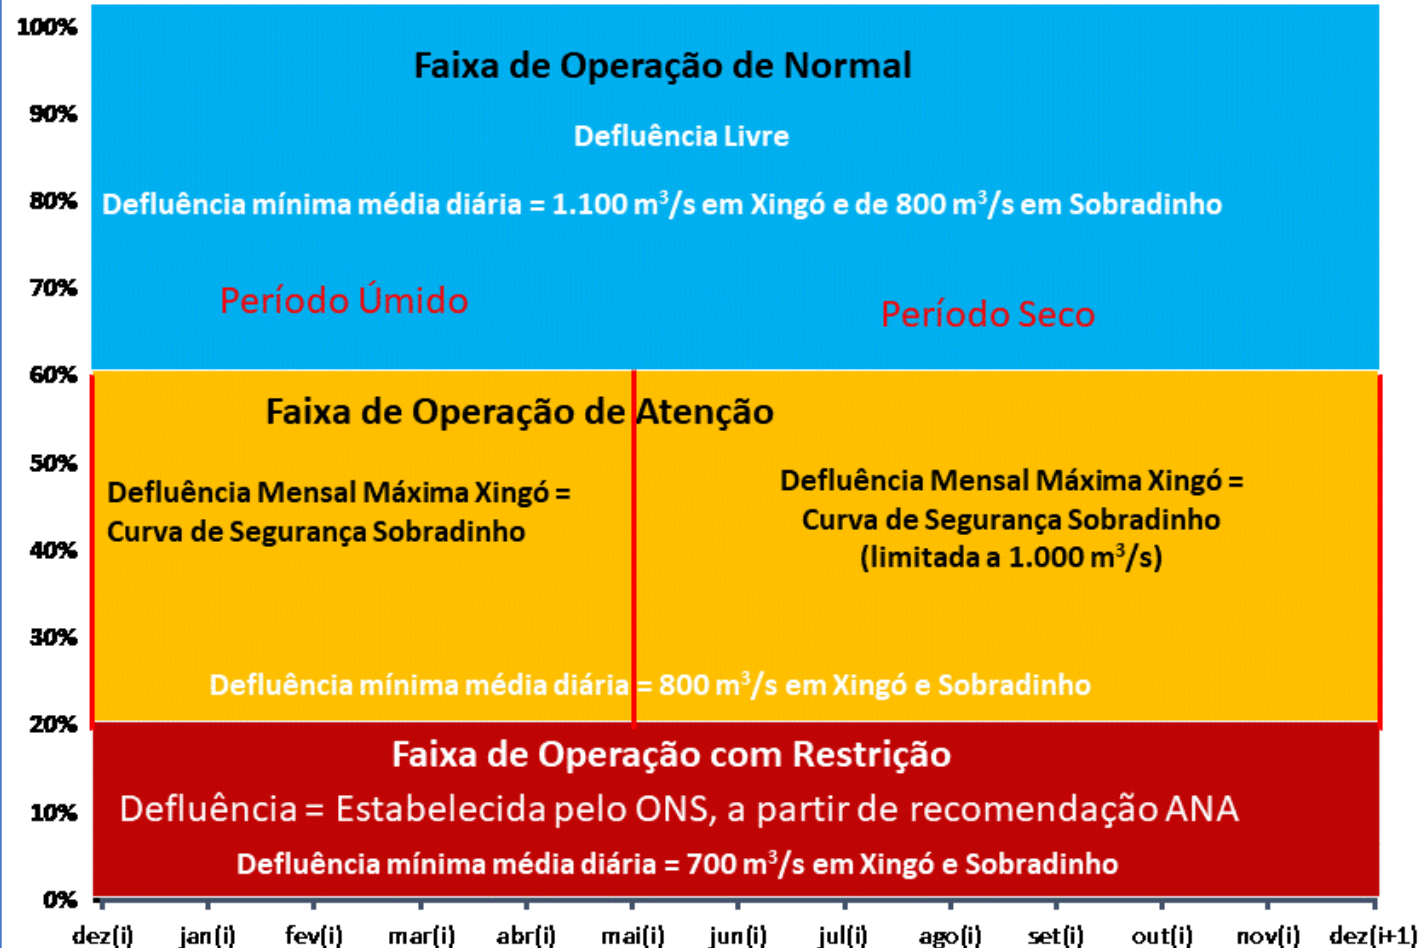 100%
Faixa de Operação de Normal
90%
Defluência Livre
80%
Defluência mínima média diária = 1.100 m³/s em Xingó e de 800 m³/s em Sobradinho
70%
Período Úmido
Período Seco
60%
Faixa de Operação de Atenção
50%
Defluência Mensal Máxima Xingó =
Curva de Segurança Sobradinho
Defluência Mensal Máxima Xingó =
Curva de Segurança Sobradinho
(limitada a 1.000 m³/s)
40%
30%
Defluência mínima média diária = 800 m³/s em Xingó e Sobradinho
20%
Faixa de Operação com Restrição
Defluência = Estabelecida pelo ONS, a partir de recomendação ANA
10%
Defluência mínima média diária = 700 m³/s em Xingó e Sobradinho
0%
dez(i) jan(i) fev(i) mar(i) abr(i) mai(i) jun(i) jul(i) ago(i) set(i) out(i) nov(i) dez(i+1)